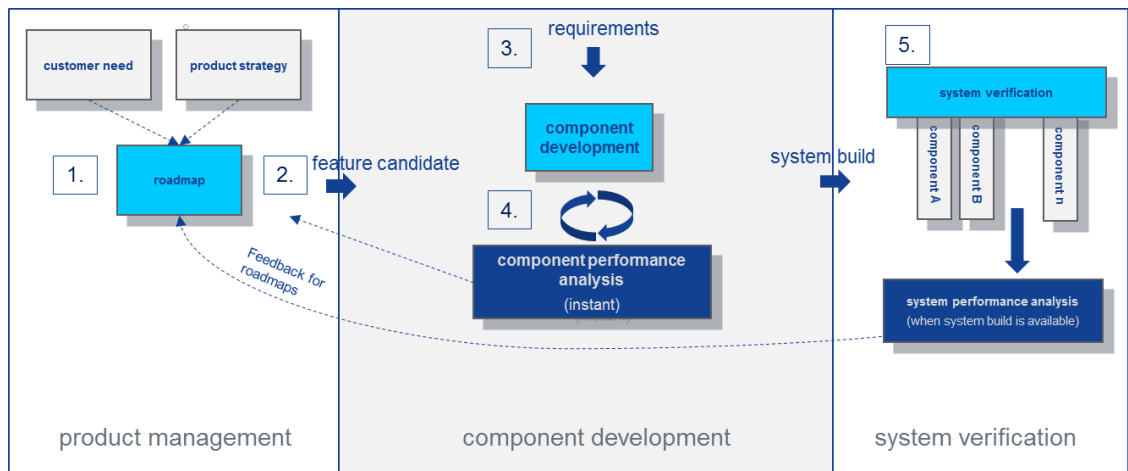 customer need
product strategy
1.
roadmap
2.
feature candidate
Feedback for
roadmaps
product management
3.
requirements
component
development
4.
component performance
analysis
(instant)
(instant)
component development
system build
5.
system verification
component A
component B
component n
system performance analysis
(when system build is available)
system verification